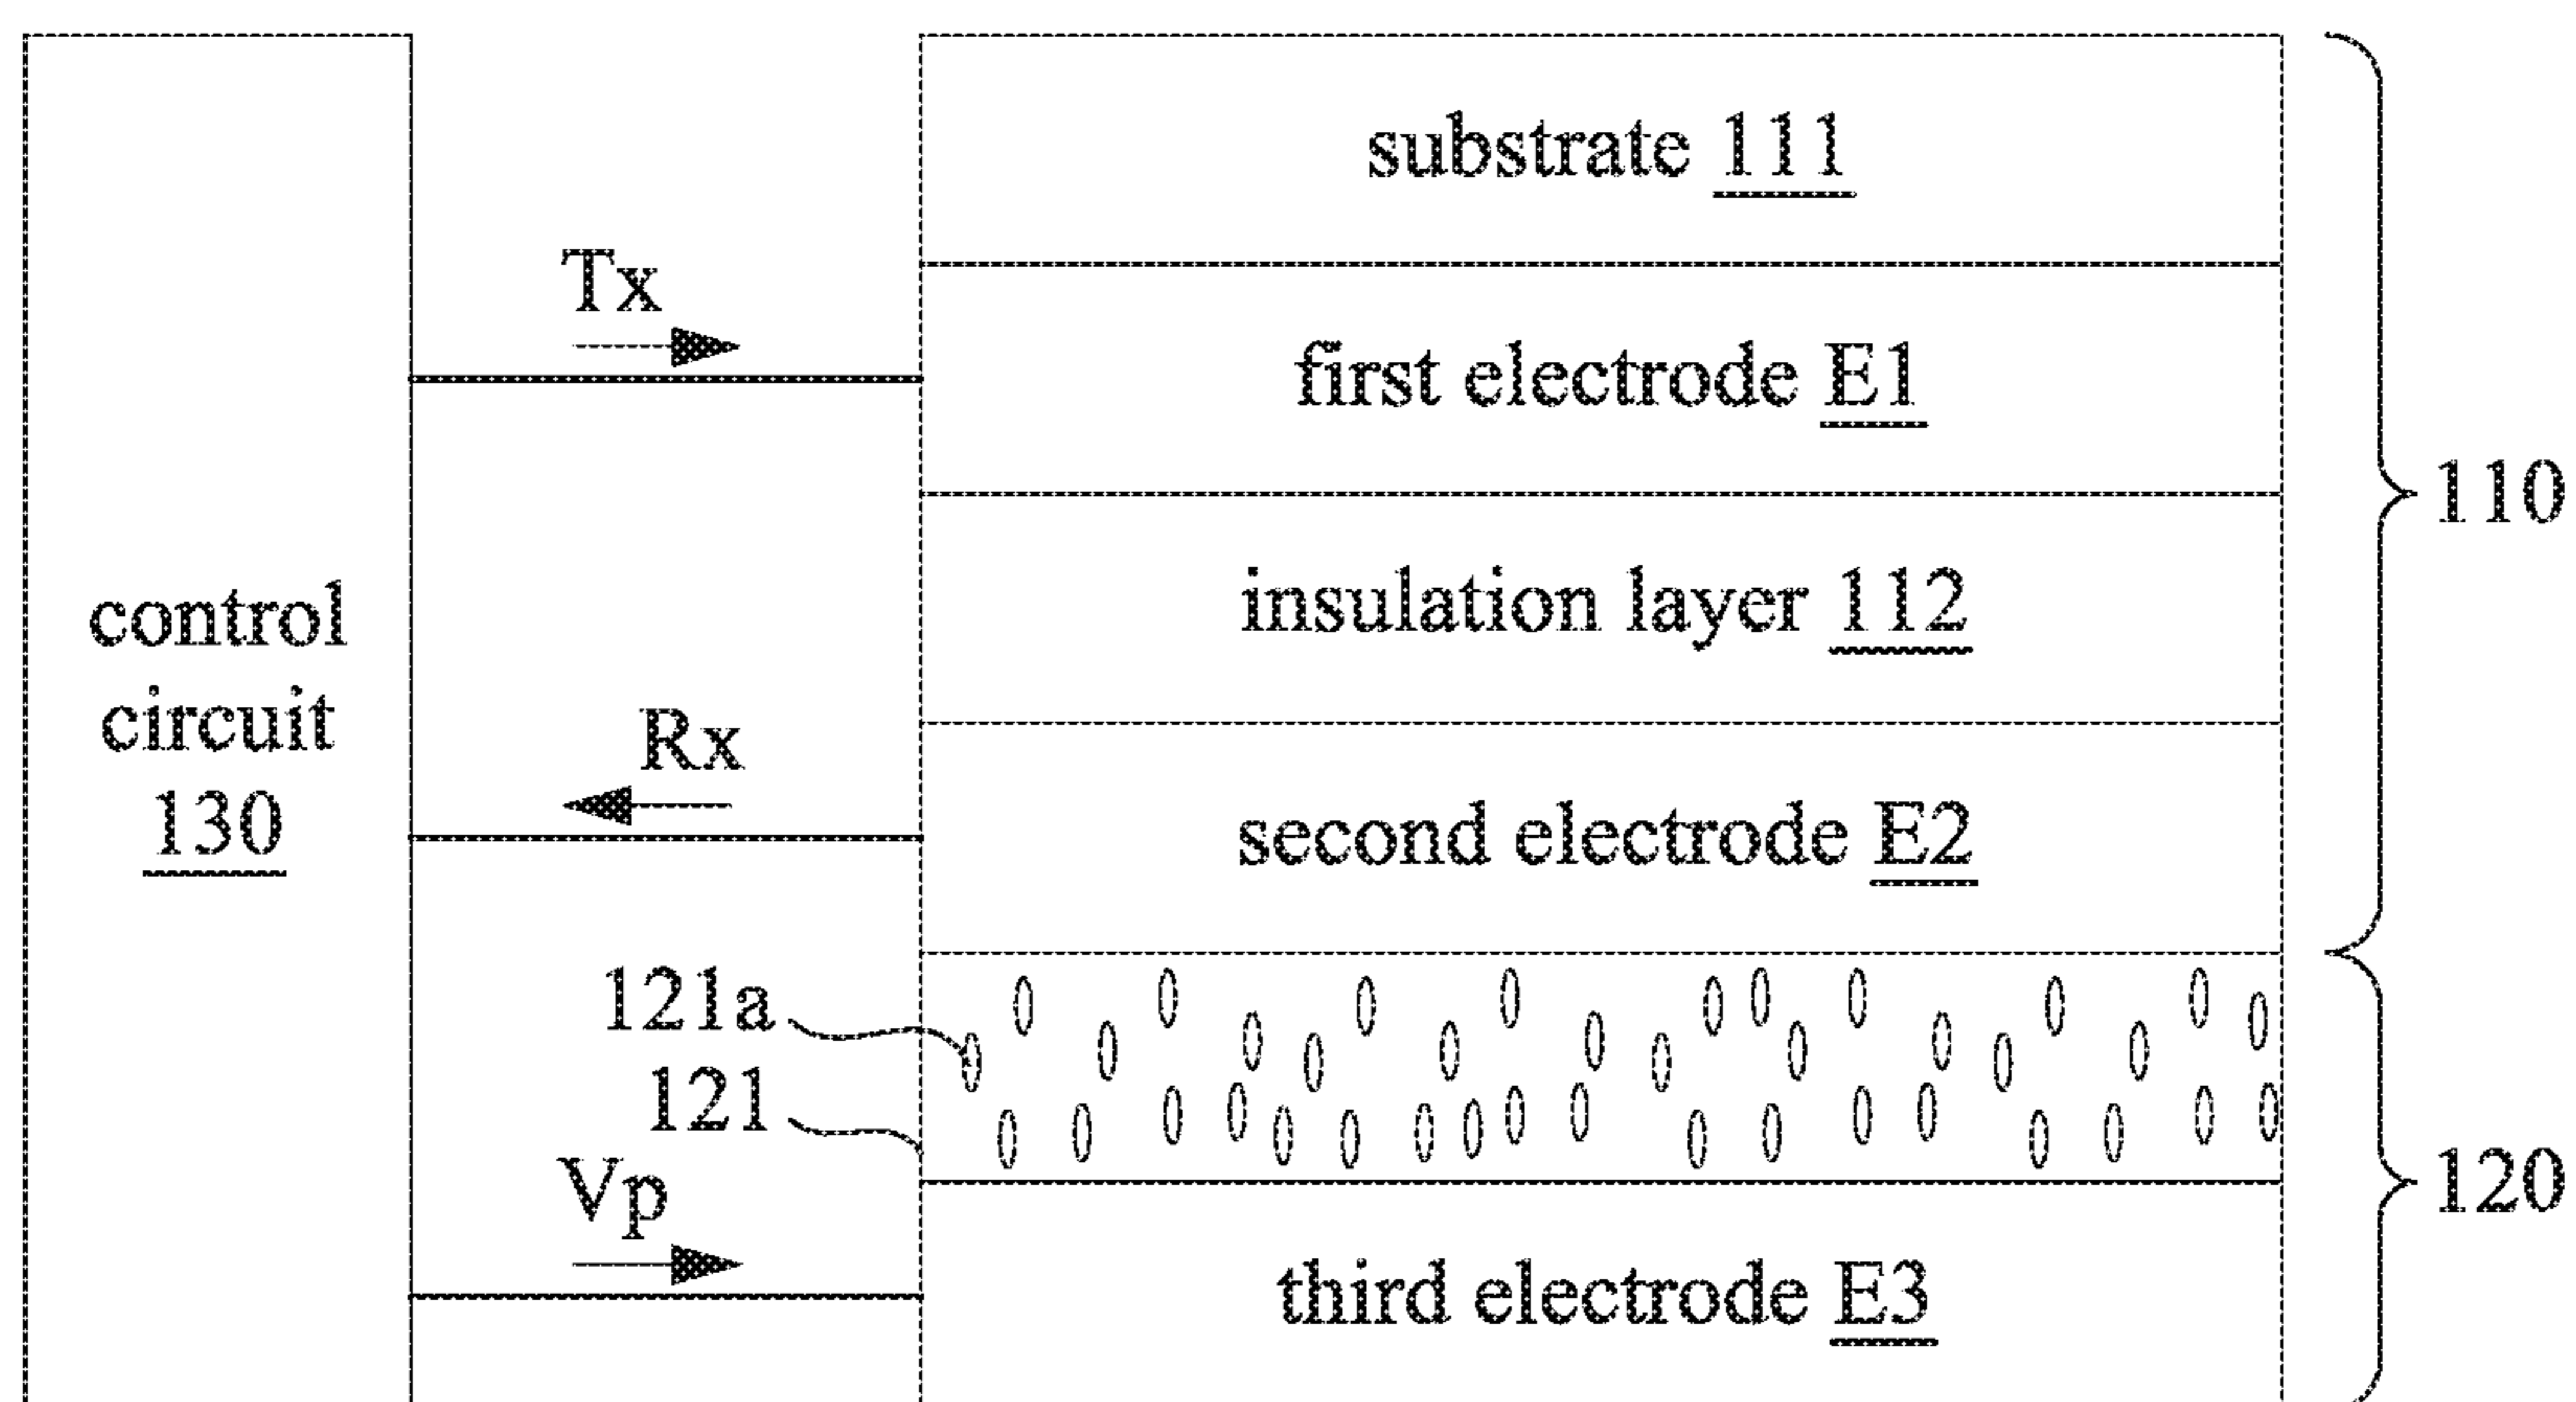 substrate 111
Tx
first electrode E1
110
insulation layer 112
control
circuit
130
Rx
second electrode E2
121a
121
Vp
120
third electrode E3